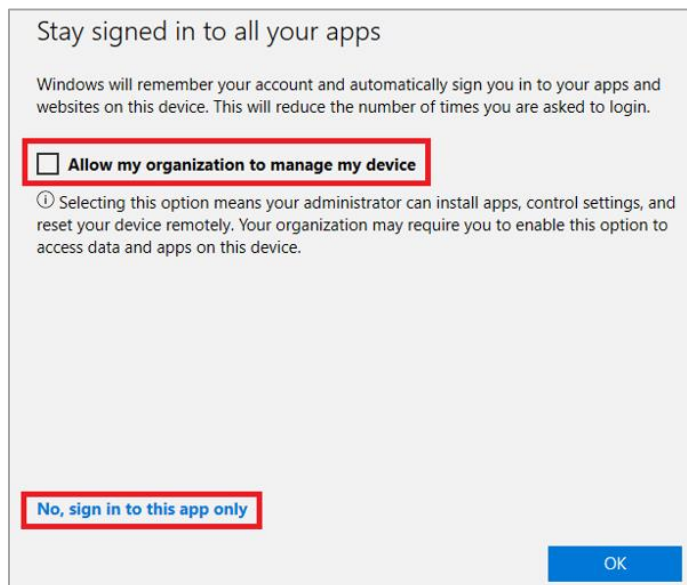 Stay signed in to all your apps
Windows will remember your account and automatically sign you in to your apps and
websites on this device. This will reduce the number of times you are asked to login.
Allow my organization to manage my device
Selecting this option means your administrator can install apps, control settings, and
reset your device remotely. Your organization may require you to enable this option to
access data and apps on this device.
No, sign in to this app only
OK